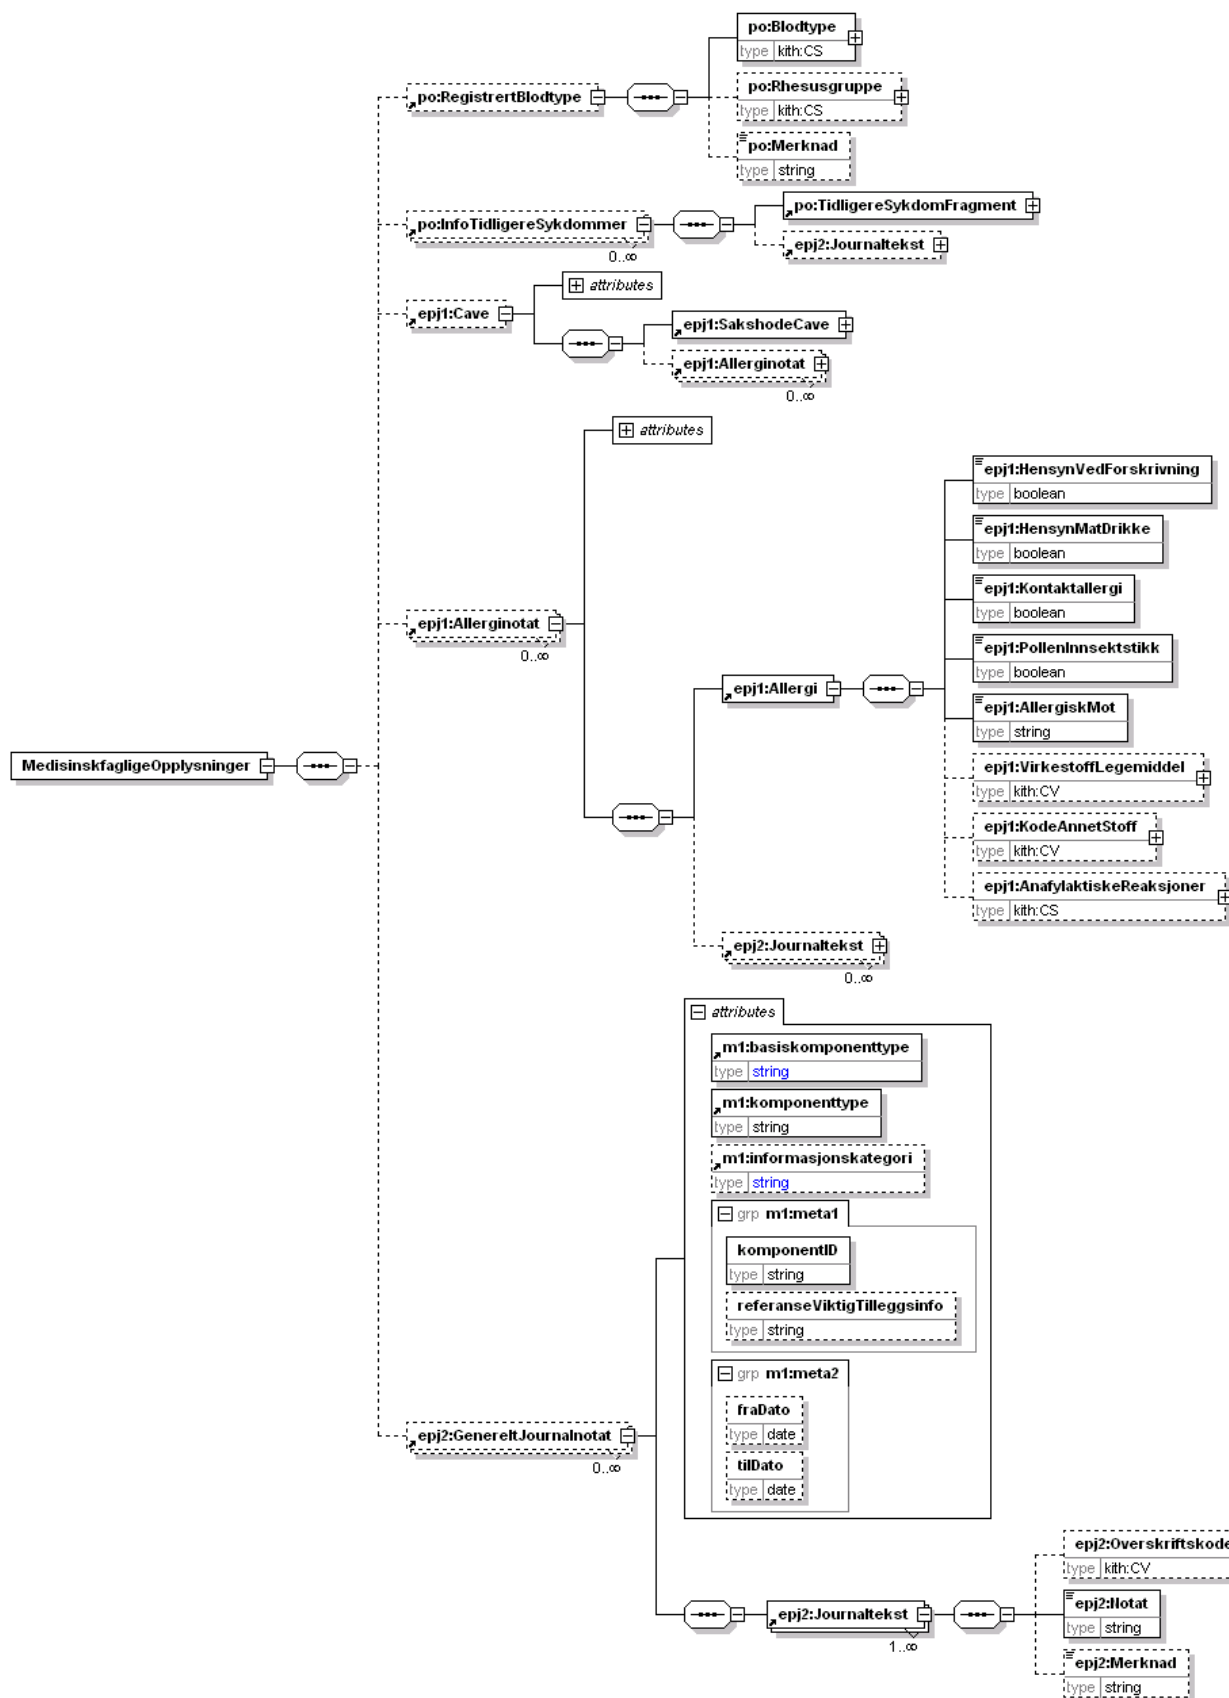 po:Blodtype
type kith:CS
po:RegistrertBlodtype
po:Rhesusgruppe
type kith:CS
po:Merknad
type string
po:InfoTidligereSykdommer
0..∞
po:TidligereSykdomFragment
epj2:Journaltekst
epj1:Cave
attributes
epj1:SakshodeCave
epj1:Allerginotat
0..∞
attributes
epj1:HensynVedForskrivning
type boolean
epj1:HensynMatDrikke
type boolean
epj1:Kontaktallergi
type boolean
epj1:Allerginotat
0..∞
epj1:PollenInnsektstikk
type boolean
epj1:Allergi
epj1:AllergiskMot
type string
MedisinskfagligeOpplysninger
epj1:VirkestoffLegemiddel
type kith:CV
epj1:KodeAnnetStoff
type kith:CV
epj1:AnafylaktiskeReaksjoner
type kith:CS
epj2:Journaltekst
0..∞
attributes
m1:basiskomponenttype
type string
m1:komponenttype
type string
m1:informasjonskategori
type string
grp m1:meta1
komponentID
type string
referanseViktigTilleggsinfo
type string
grp m1:meta2
fraDato
type date
epj2:GenereltJournalnotat
0..∞
tilDato
type date
epj2:Overskriftskode
type kith:CV
epj2:Journaltekst
1..∞
epj2:Notat
type string
epj2:Merknad
type string